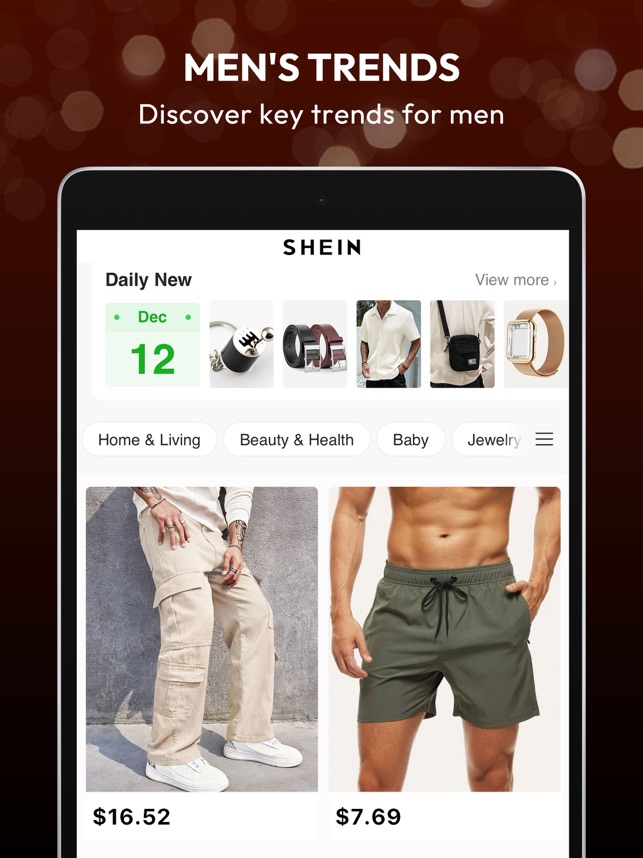 MEN'S TRENDS
Discover key trends for men
SHEIN
Daily New
View more ›
Dec
12
Home & Living
Beauty & Health
Baby
Jewelry
$16.52
$7.69